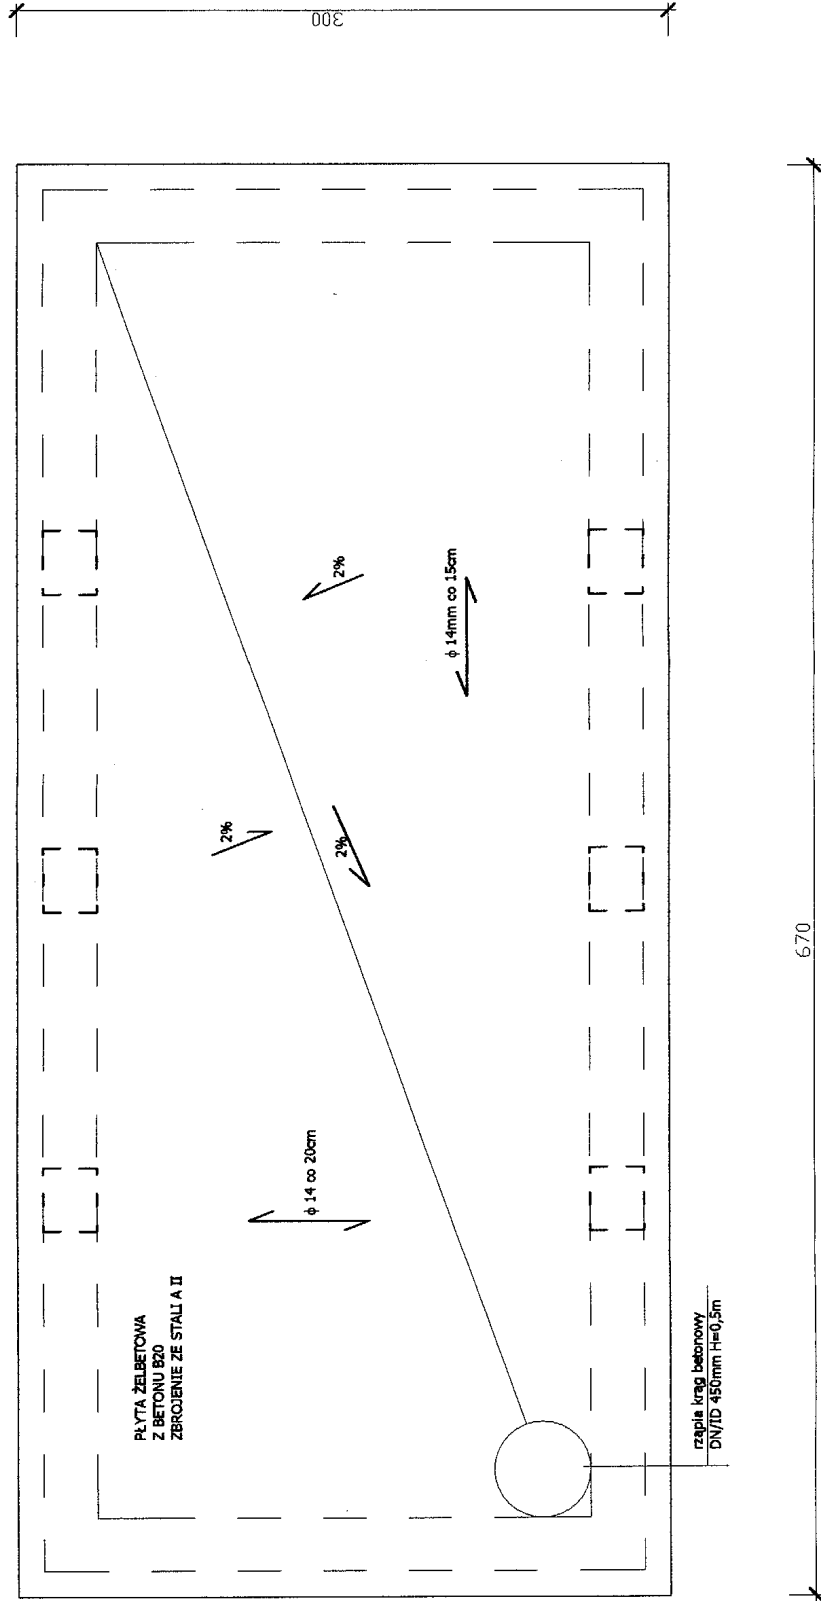 300
PŁYTA ŻELBETOWA
Z BETONU B20
ZBROJENIE ZE STALI A II
ϕ 14 co 20cm
2%
2%
2%
ϕ 14mm co 15cm
rząpia krąg betonowy
DN/ID 450mm H=0,5m
670